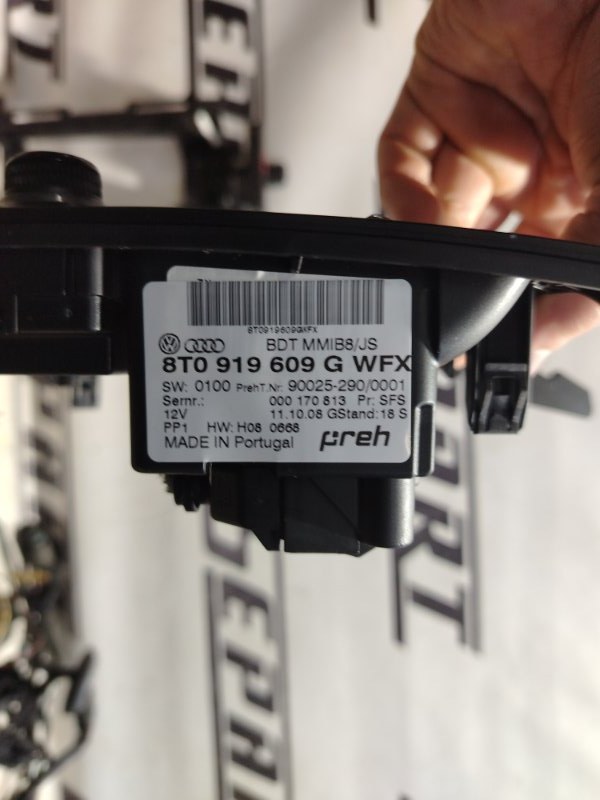 8T0919609GXFX
BDT MMIB8/JS
8T0 919 609 G WFX
SW: 0100 PrehT.Nr: 90025-290/0001
Sernr.: 000 170 813 Pr: SFS
12V 11.10.08 GStand: 18 S
PP1 HW: H08 0668
MADE IN Portugal preh